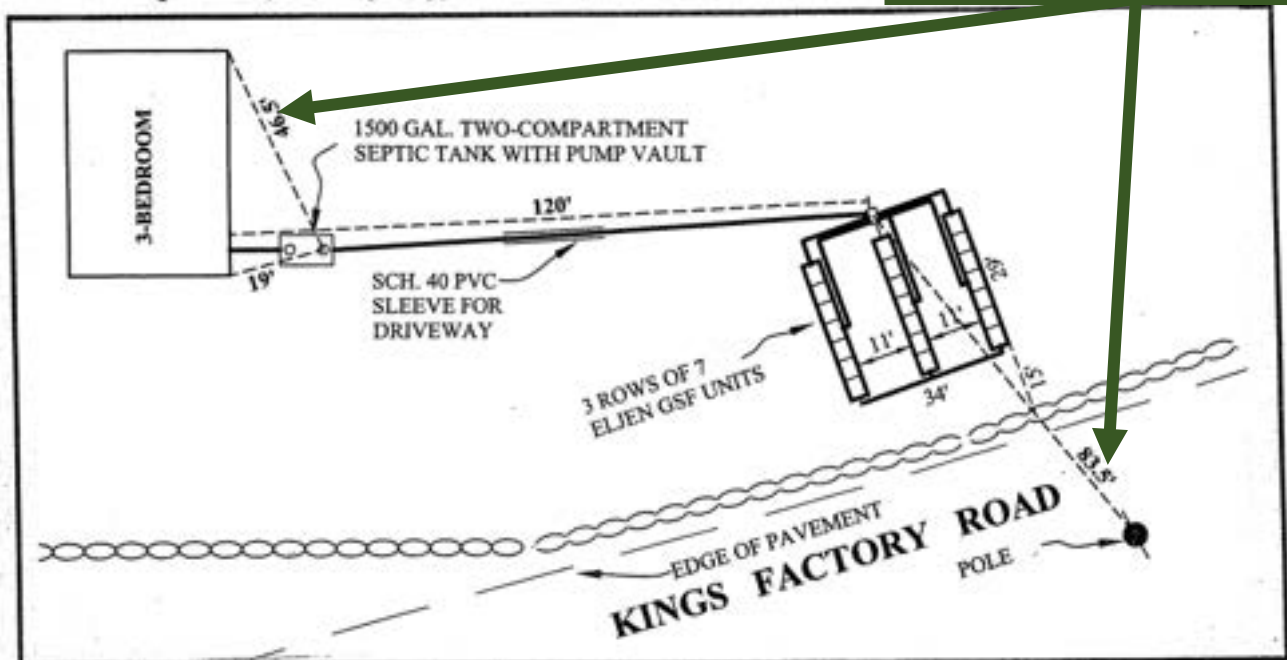 3-BEDROOM
46.5'
1500 GAL. TWO-COMPARTMENT
SEPTIC TANK WITH PUMP VAULT
120'
19'
SCH. 40 PVC
SLEEVE FOR
DRIVEWAY
29'
11'
11'
3 ROWS OF 7
ELJEN GSF UNITS
34'
15'
83.5'
EDGE OF PAVEMENT
KINGS FACTORY ROAD
POLE